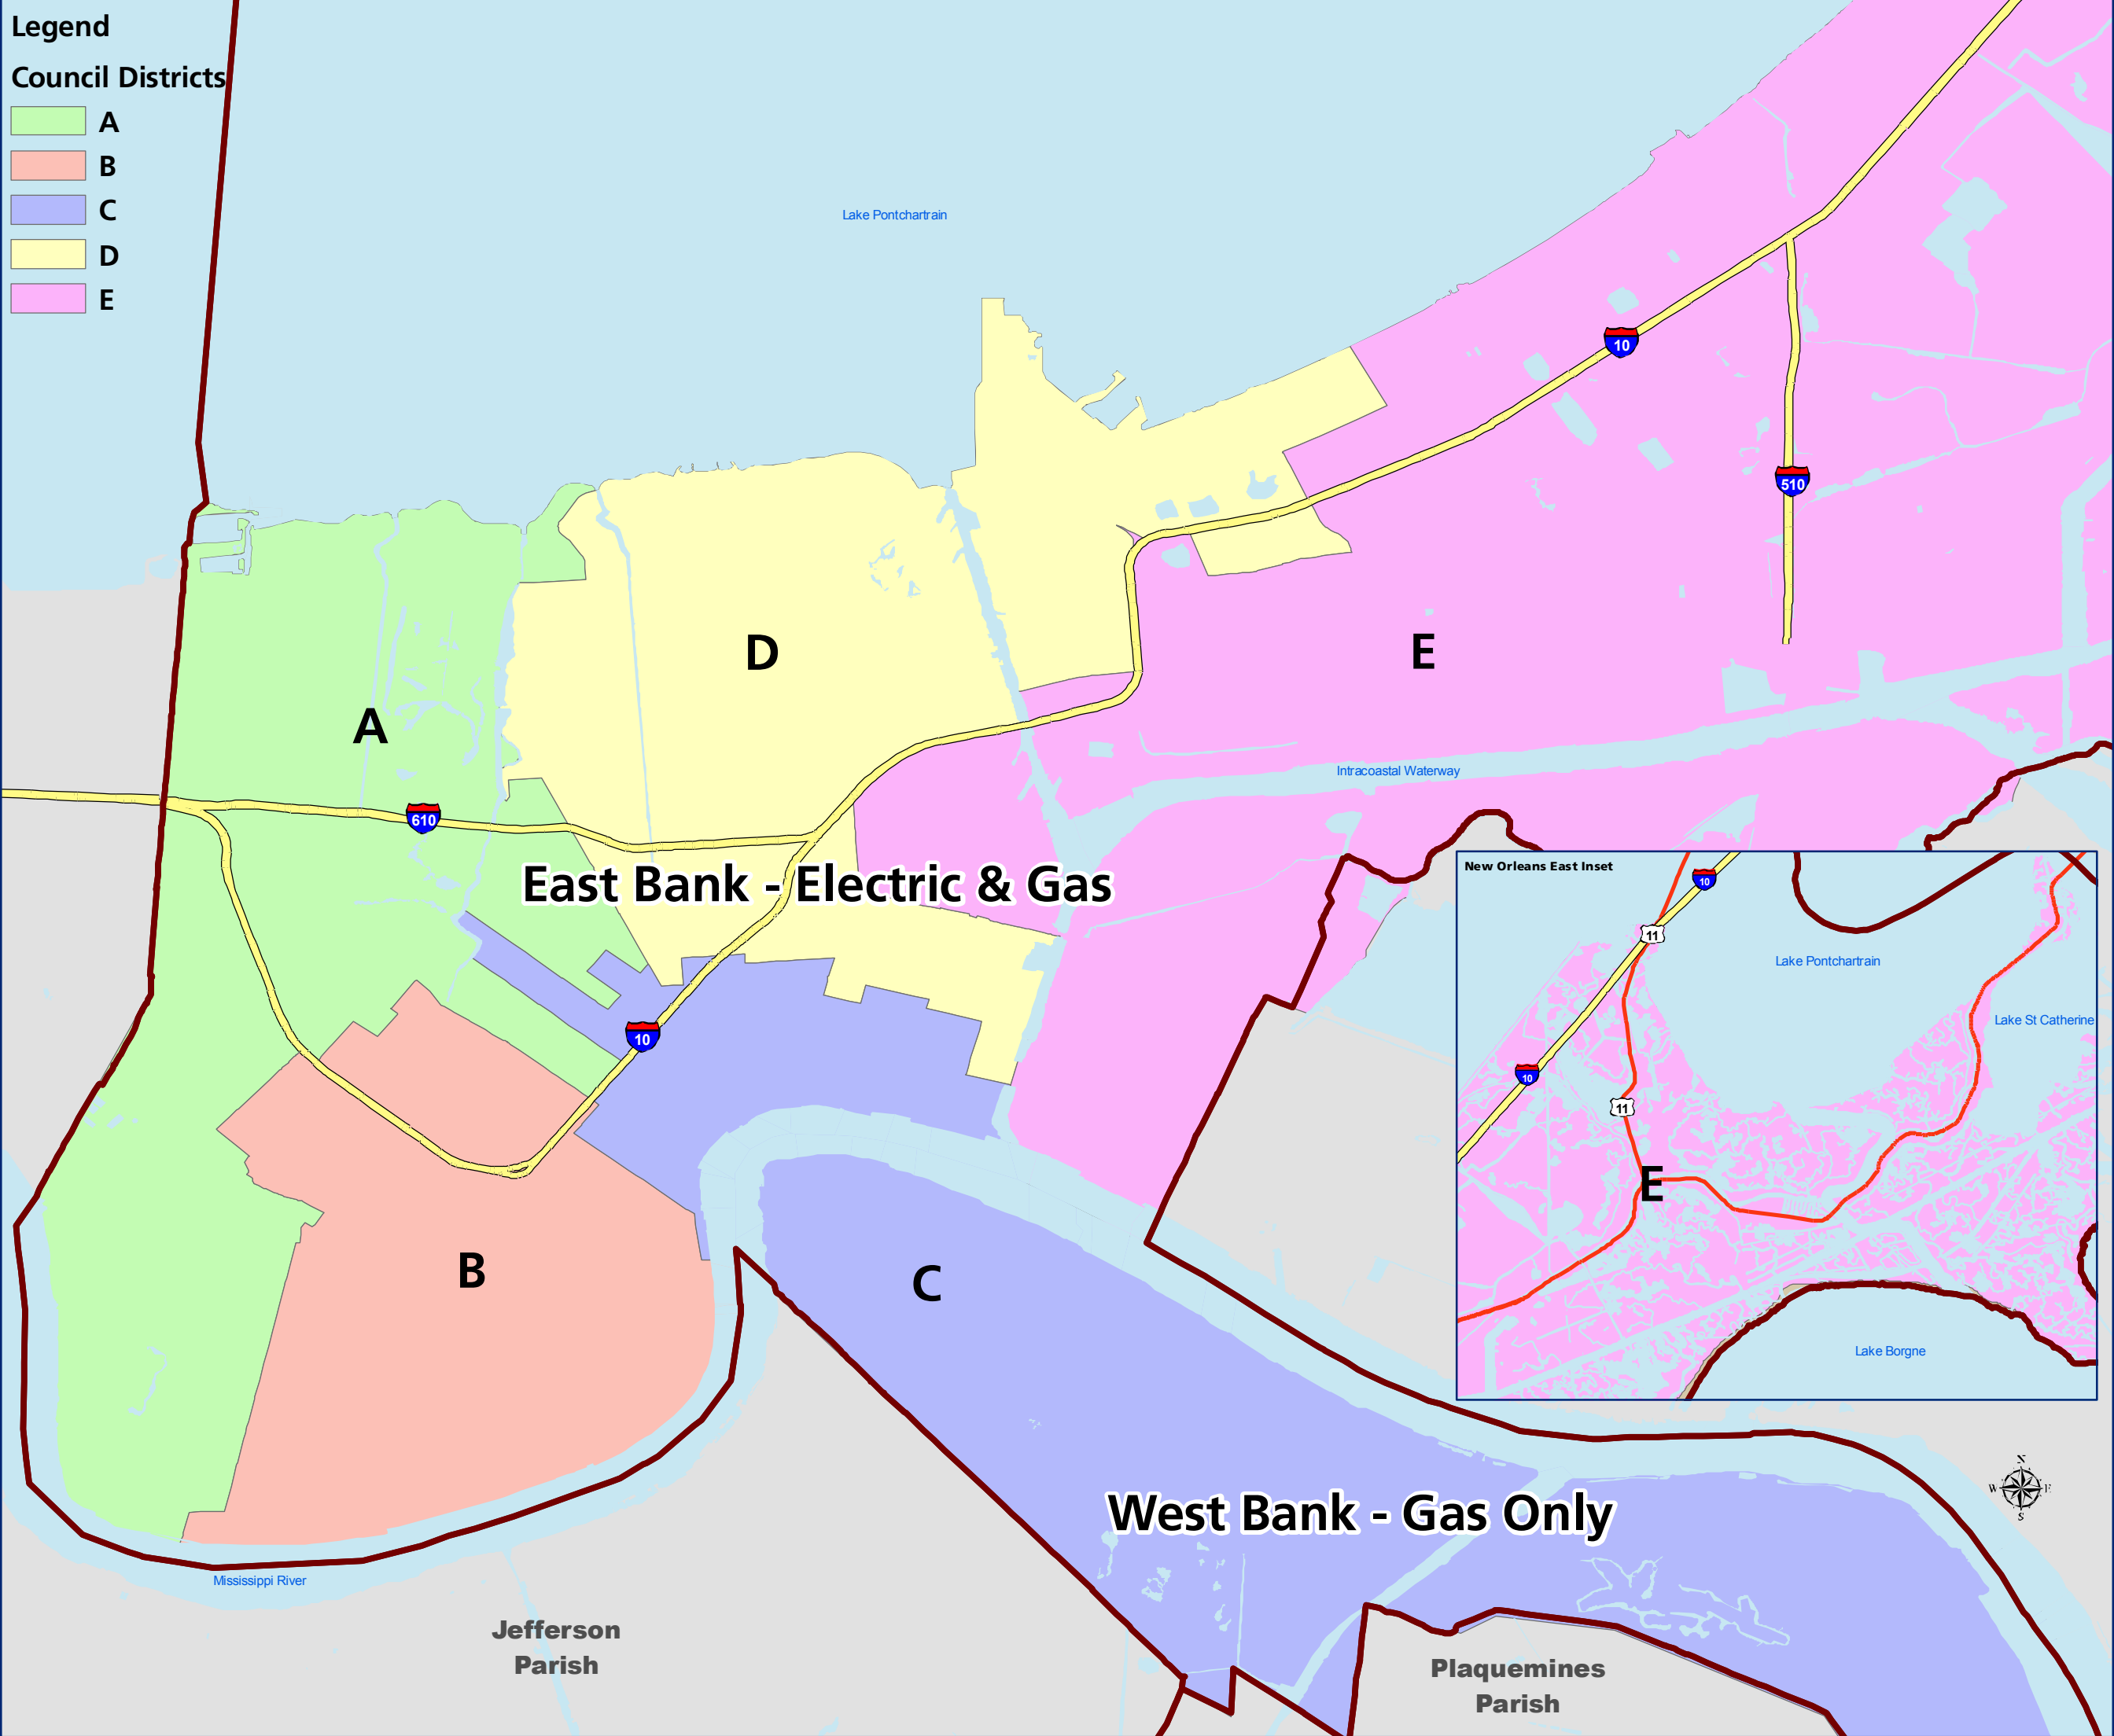 Legend
Council Districts
A
B
C
D
E
Lake Pontchartrain
10
510
D
E
A
Intracoastal Waterway
610
East Bank - Electric & Gas
New Orleans East Inset
10
11
Lake Pontchartrain
Lake St Catherine
10
11
E
Lake Borgne
10
B
C
West Bank - Gas Only
N
W E
S
Mississippi River
Jefferson
Parish
Plaquemines
Parish